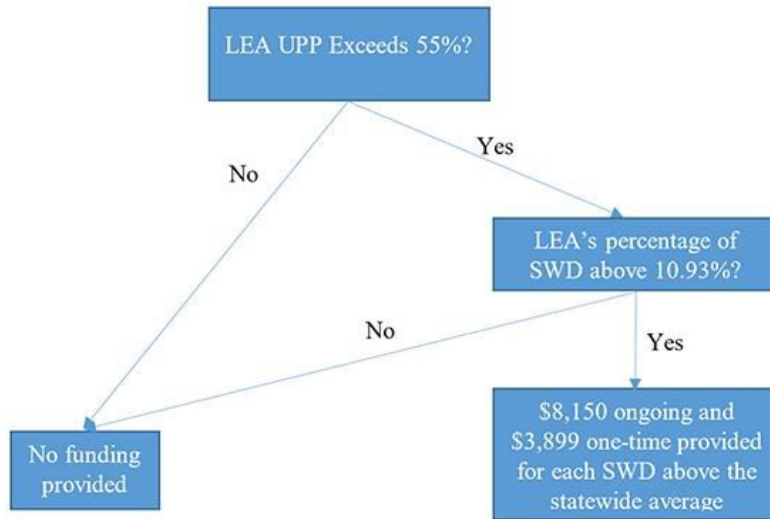 LEA UPP Exceeds 55%?
No
Yes
LEA’s percentage of
SWD above 10.93%?
No
Yes
No funding
provided
$8,150 ongoing and
$3,899 one-time provided
for each SWD above the
statewide average